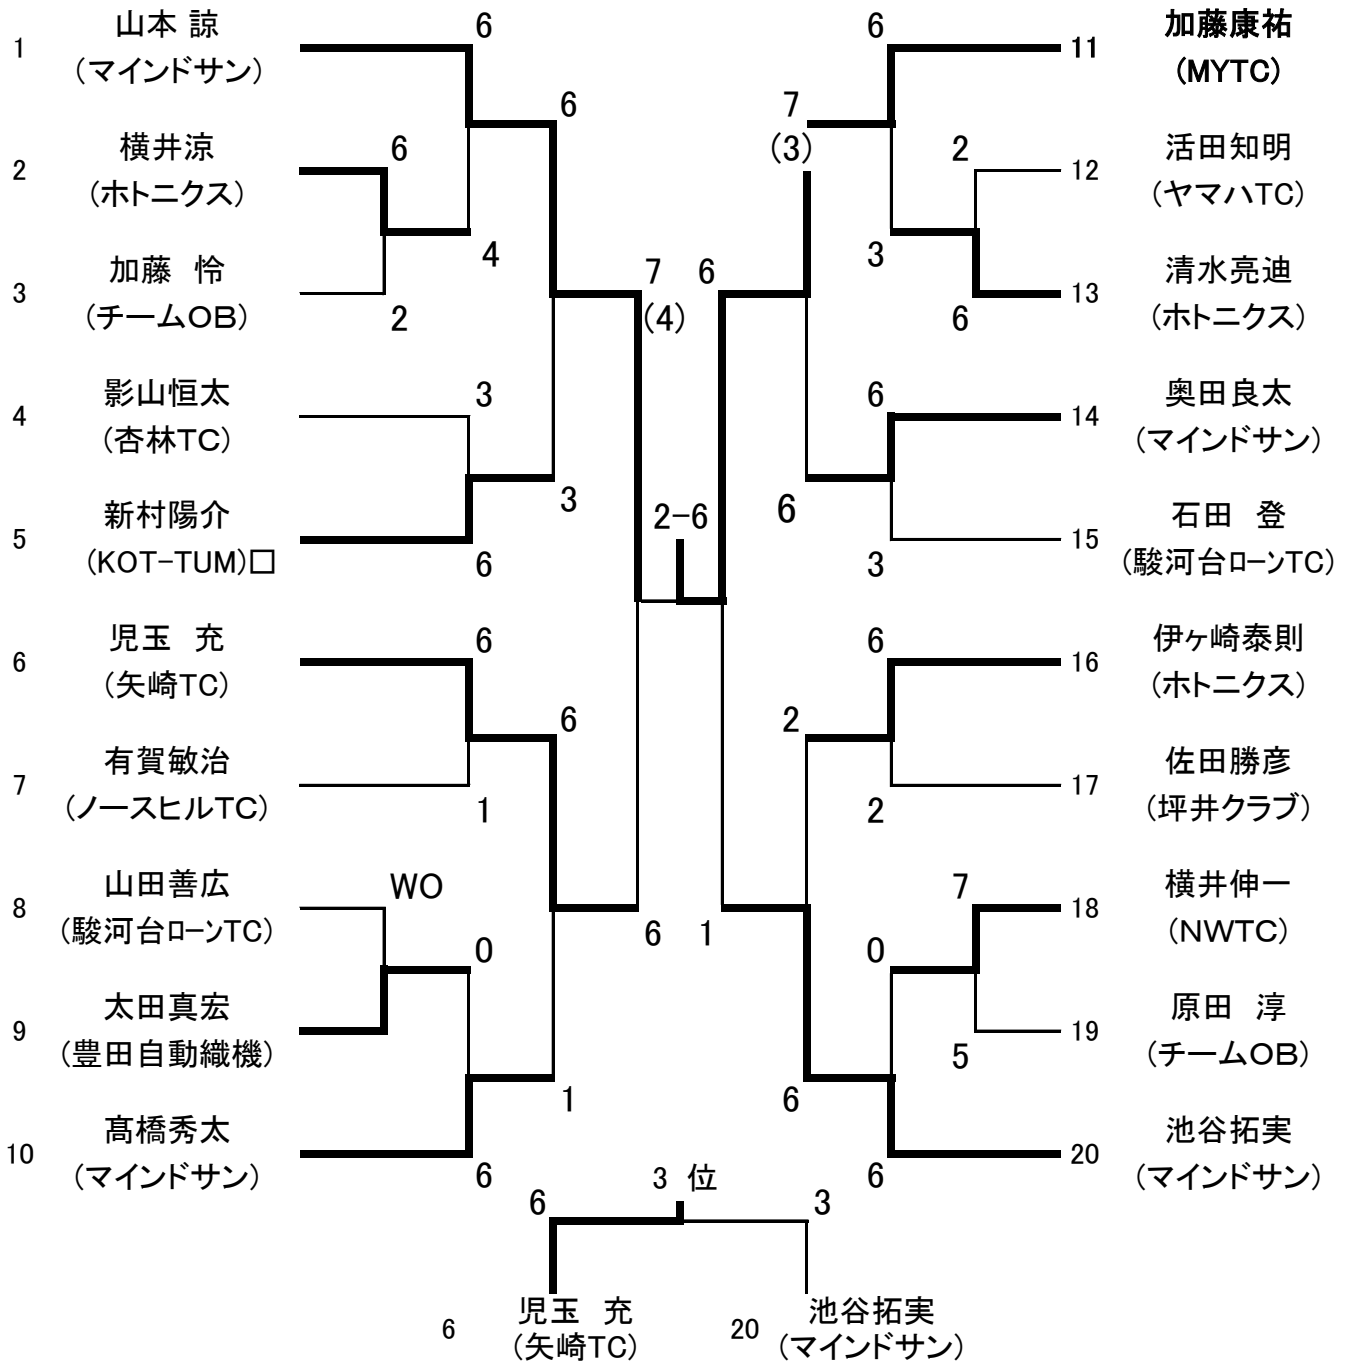 1
山本 諒
(マインドサン)
6
6
2
横井涼
(ホトニクス)
6
4
3
加藤 怜
(チームOB)
2
7
(4)
4
影山恒太
(杏林TC)
3
3
5
新村陽介
(KOT-TUM)□
6
6
児玉 充
(矢崎TC)
6
6
7
有賀敏治
(ノースヒルTC)
1
6
8
山田善広
(駿河台ローンTC)
WO
0
9
太田真宏
(豊田自動織機)
1
10
髙橋秀太
(マインドサン)
6
2-6
6
7
(3)
6
11
加藤康祐
(MYTC)
2
12
活田知明
(ヤマハTC)
3
6
13
清水亮迪
(ホトニクス)
6
14
奥田良太
(マインドサン)
6
3
15
石田 登
(駿河台ローンTC)
6
16
伊ヶ崎泰則
(ホトニクス)
2
2
17
佐田勝彦
(坪井クラブ)
1
7
18
横井伸一
(NWTC)
0
5
19
原田 淳
(チームOB)
6
6
20
池谷拓実
(マインドサン)
3 位
6
3
6
児玉 充
(矢崎TC)
20
池谷拓実
(マインドサン)